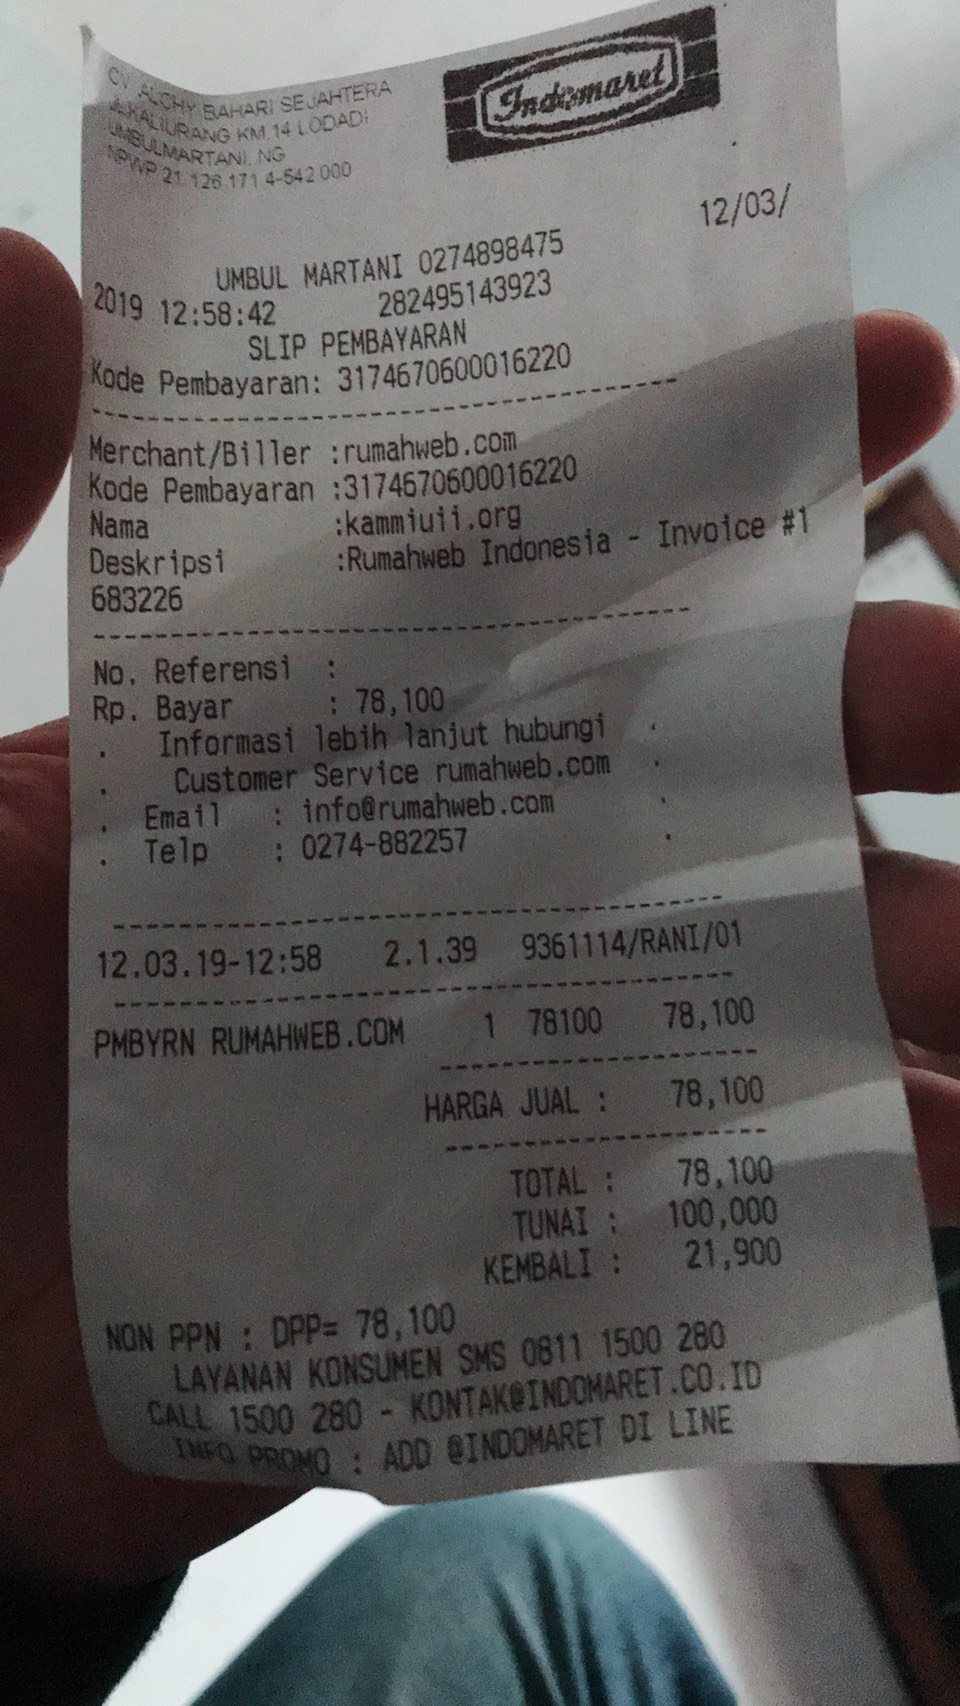 CV ALCHY BAHARI SEJAHTERA
JL.KALIURANG KM.14 LODADI
UMBULMARTANI, NG
NPWP 21.126.171.4-542.000
Indomaret
12/03/
UMBUL MARTANI 0274898475
2019 12:58:42 282495143923
SLIP PEMBAYARAN
Kode Pembayaran: 3174670600016220
Merchant/Biller :rumahweb.com
Kode Pembayaran :3174670600016220
Nama :kammiuii.org
Deskripsi :Rumahweb Indonesia - Invoice #1
683226
No. Referensi :
Rp. Bayar : 78,100
. Informasi lebih lanjut hubungi .
. Customer Service rumahweb.com .
. Email : info@rumahweb.com .
. Telp : 0274-882257 .
12.03.19-12:58 2.1.39 9361114/RANI/01
PMBYRN RUMAHWEB.COM 1 78100 78,100
HARGA JUAL : 78,100
TOTAL : 78,100
TUNAI : 100,000
KEMBALI : 21,900
NON PPN : DPP= 78,100
LAYANAN KONSUMEN SMS 0811 1500 280
CALL 1500 280 - KONTAK@INDOMARET.CO.ID
INFO PROMO : ADD @INDOMARET DI LINE